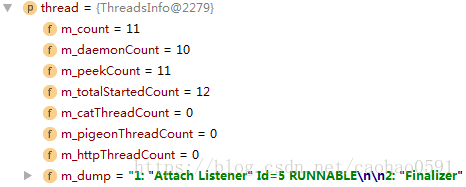 p thread = {ThreadsInfo@2279}
f m_count = 11
f m_daemonCount = 10
f m_peekCount = 11
f m_totalStartedCount = 12
f m_catThreadCount = 0
f m_pigeonThreadCount = 0
f m_httpThreadCount = 0
https://blog.csdn.net/caohao0591
f m_dump = "1: "Attach Listener" Id=5 RUNNABLE\n\n2: "Finalizer"